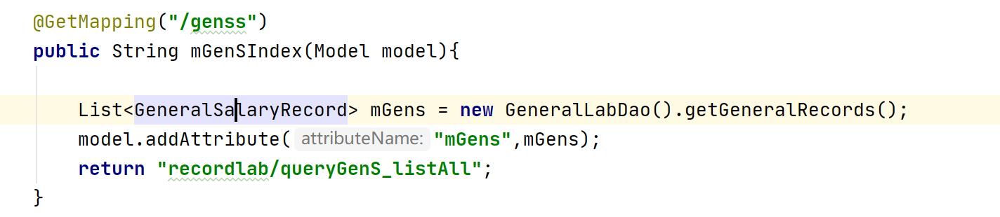 @GetMapping("/genss")
public String mGenSIndex(Model model){
List<GeneralSalaryRecord> mGens = new GeneralLabDao().getGeneralRecords();
model.addAttribute( attributeName: "mGens",mGens);
return "recordlab/queryGenS_listAll";
}